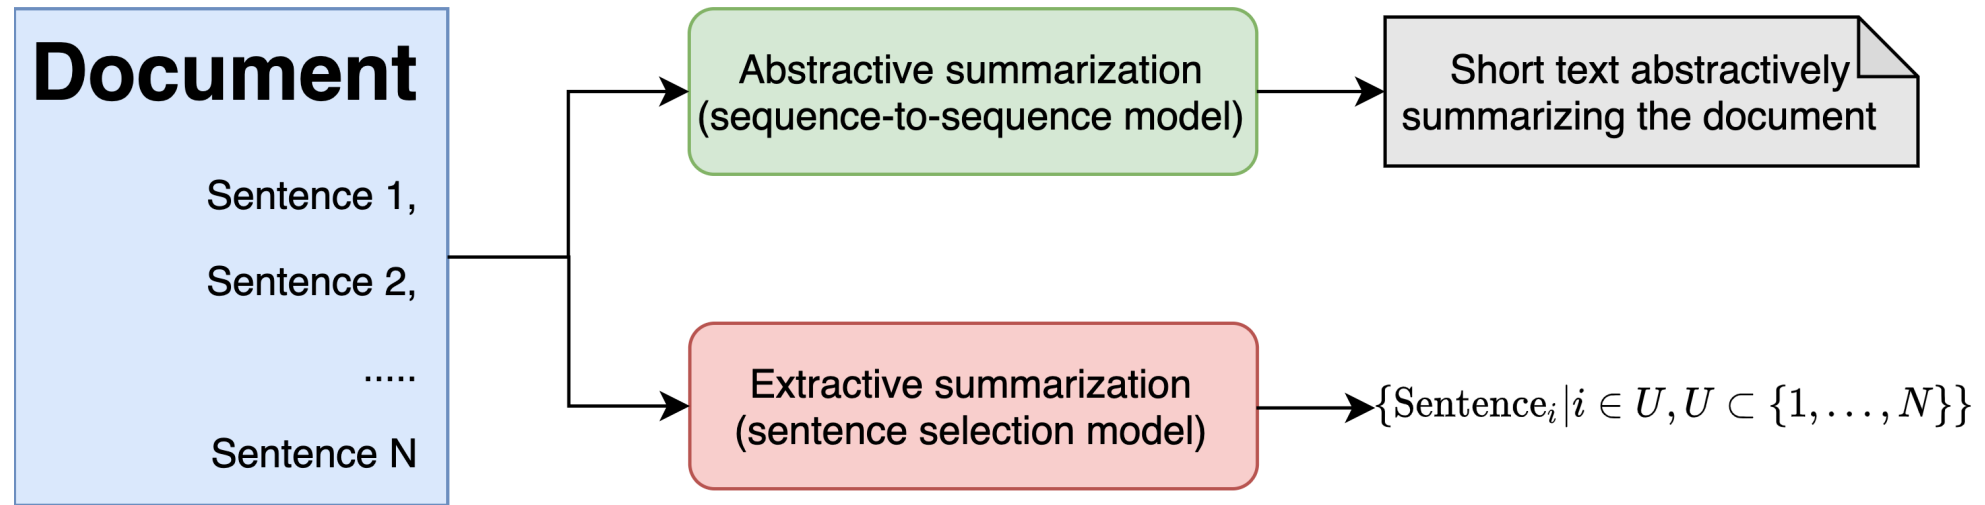 Document
Sentence 1,
Sentence 2,
.....
Sentence N
Abstractive summarization
(sequence-to-sequence model)
Short text abstractively
summarizing the document
Extractive summarization
(sentence selection model)
{Sentenceᵢ|i ∈ U, U ⊂ {1, . . . , N}}